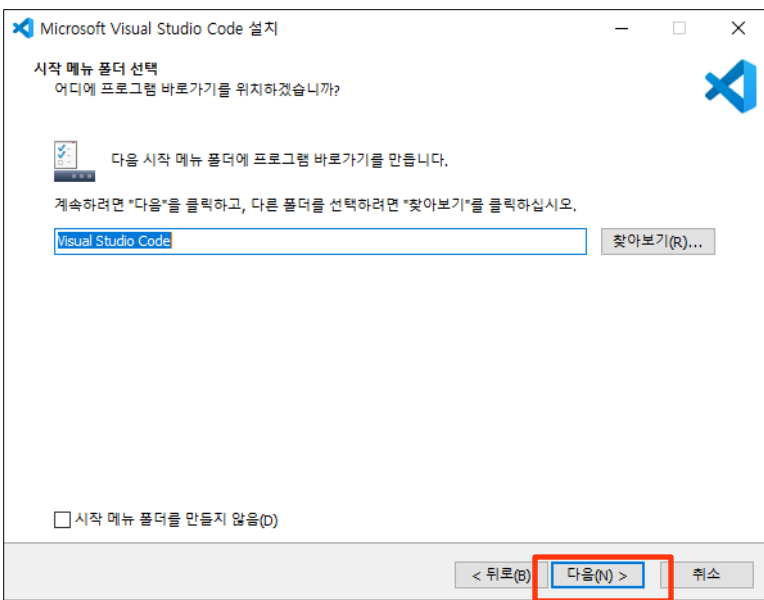 Microsoft Visual Studio Code 설치
시작 메뉴 폴더 선택
어디에 프로그램 바로가기를 위치하겠습니까?
다음 시작 메뉴 폴더에 프로그램 바로가기를 만듭니다.
계속하려면 "다음"을 클릭하고, 다른 폴더를 선택하려면 "찾아보기"를 클릭하십시오.
Visual Studio Code 찾아보기(R)...
시작 메뉴 폴더를 만들지 않음(D)
< 뒤로(B) 다음(N) > 취소